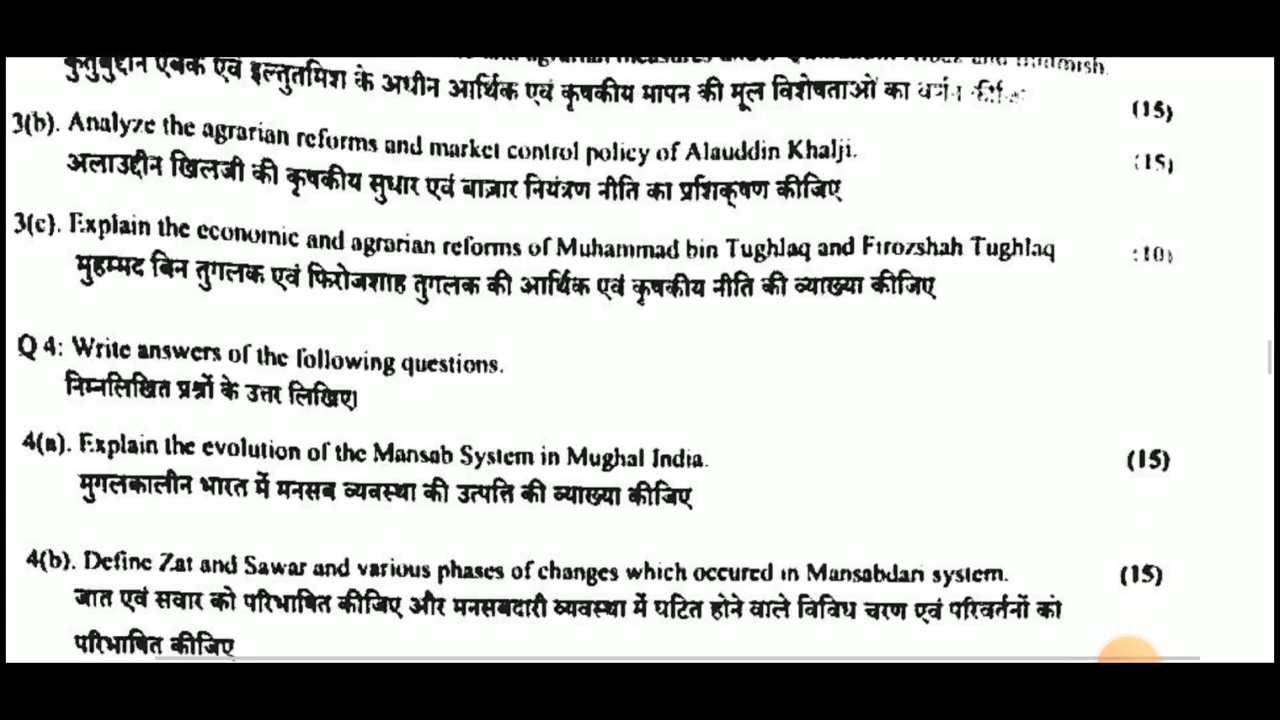 कुतुबुद्दीन ऐबक एवं इल्तुतमिश के अधीन आर्थिक एवं कृषकीय मापन की मूल विशेषताओं का
(15)
3(b). Analyze the agrarian reforms and market control policy of Alauddin Khalji.
(15)
अलाउद्दीन खिलजी की कृषकीय सुधार एवं बाज़ार नियंत्रण नीति का प्रशिक्षण कीजिए
3(c). Explain the economic and agrarian reforms of Muhammad bin Tughlaq and Firozshah Tughlaq
(10)
मुहम्मद बिन तुगलक एवं फिरोजशाह तुगलक की आर्थिक एवं कृषकीय नीति की व्याख्या कीजिए
Q 4: Write answers of the following questions.
निम्नलिखित प्रश्नों के उत्तर लिखिए।
4(a). Explain the evolution of the Mansab System in Mughal India.
(15)
मुगलकालीन भारत में मनसब व्यवस्था की उत्पत्ति की व्याख्या कीजिए
4(b). Define Zat and Sawar and various phases of changes which occured in Mansabdari system.
(15)
जात एवं सवार को परिभाषित कीजिए और मनसबदारी व्यवस्था में घटित होने वाले विविध चरण एवं परिवर्तनों को
परिभाषित कीजिए